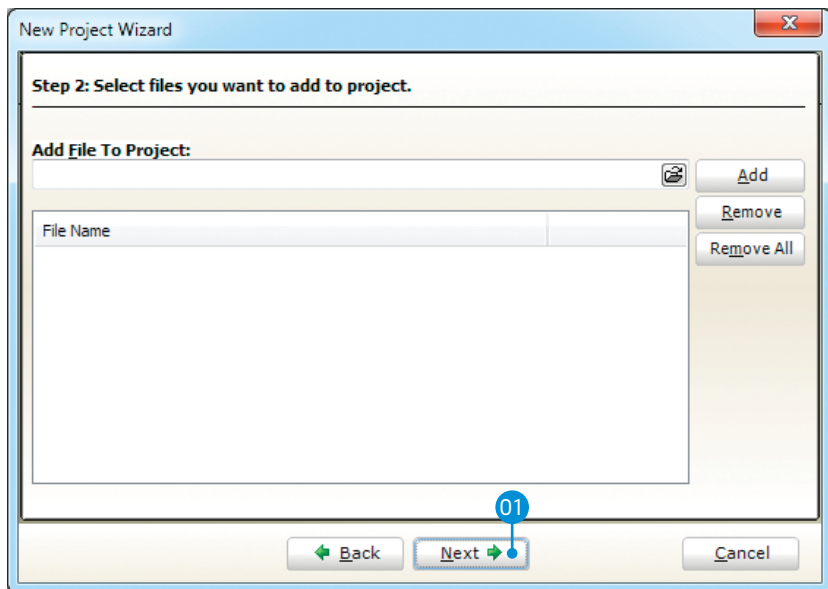 New Project Wizard
Step 2: Select files you want to add to project.
Add File To Project:
Add
Remove
File Name
Remove All
01
Back Next Cancel